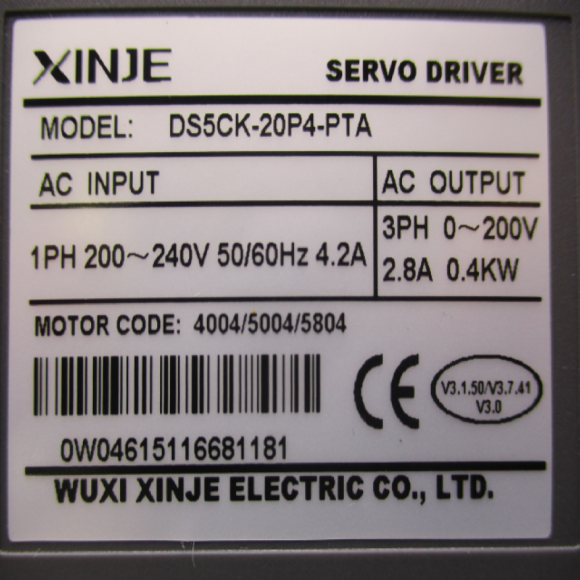 XINJE SERVO DRIVER
MODEL: DS5CK-20P4-PTA
AC INPUT AC OUTPUT
1PH 200～240V 50/60Hz 4.2A
3PH 0～200V
2.8A 0.4KW
MOTOR CODE: 4004/5004/5804
CE
V3.1.50/V3.7.41
V3.0
0W04615116681181
WUXI XINJE ELECTRIC CO., LTD.